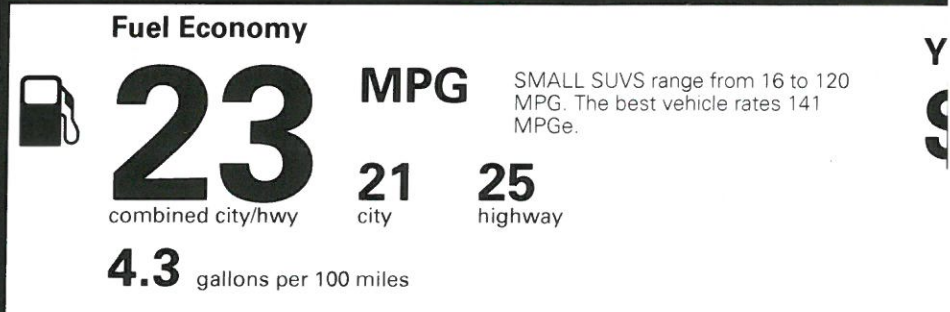 Fuel Economy
23
MPG
SMALL SUVS range from 16 to 120
MPG. The best vehicle rates 141
MPGe.
21
25
combined city/hwy
city
highway
4.3 gallons per 100 miles
Y